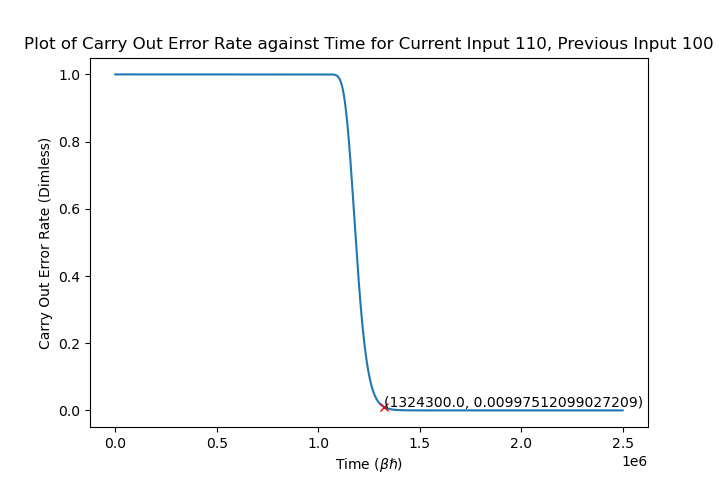 Plot of Carry Out Error Rate against Time for Current Input 110, Previous Input 100
1.0
0.8
0.6
0.4
0.2
0.0
Carry Out Error Rate (Dimless)
(1324300.0, 0.00997512099027209)
0.0 0.5 1.0 1.5 2.0 2.5
1e6
Time (βℏ)